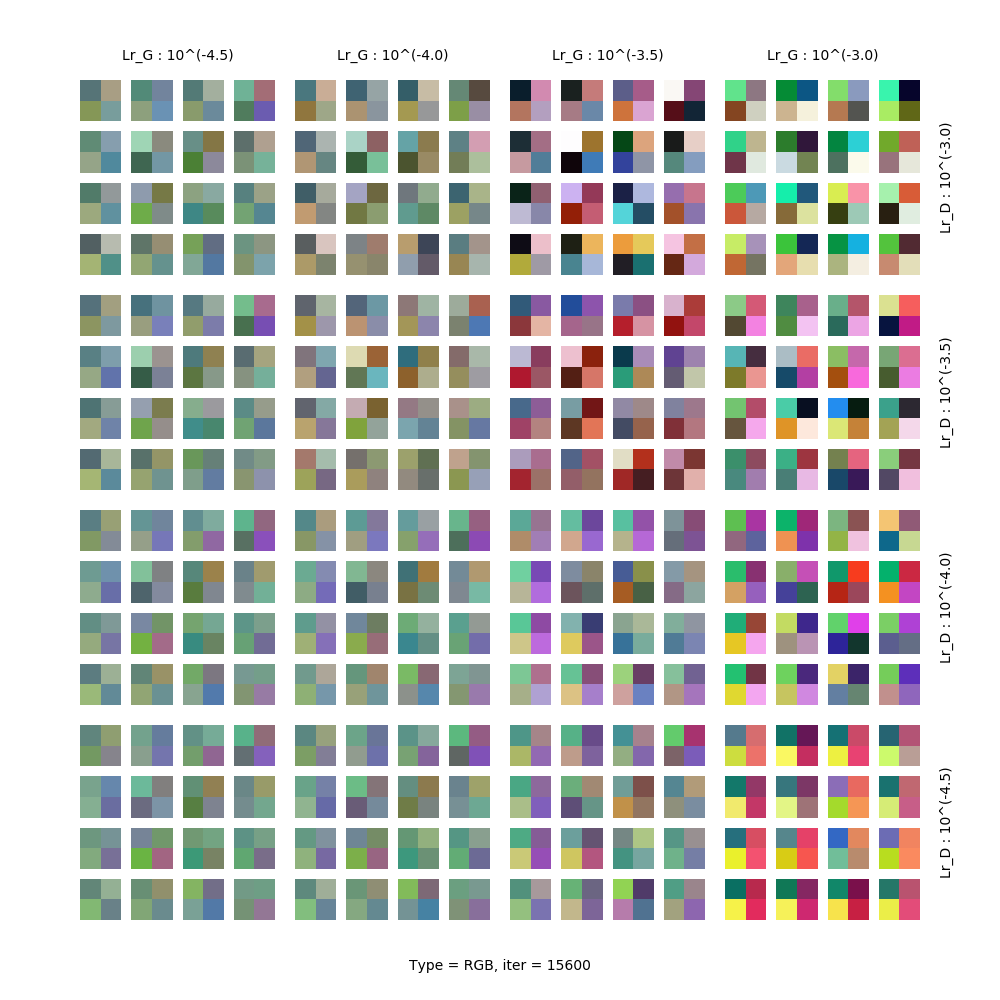 Lr_G : 10^(-4.5)
Lr_G : 10^(-4.0)
Lr_G : 10^(-3.5)
Lr_G : 10^(-3.0)
Lr_D : 10^(-3.0)
Lr_D : 10^(-3.5)
Lr_D : 10^(-4.0)
Lr_D : 10^(-4.5)
Type = RGB, iter = 15600